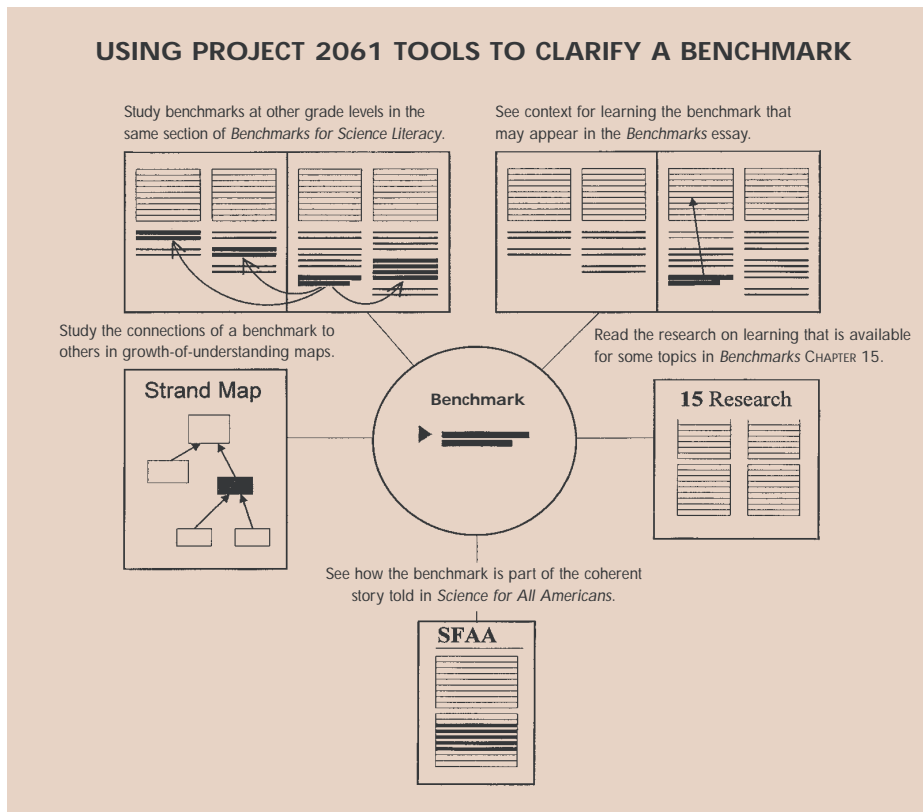 USING PROJECT 2061 TOOLS TO CLARIFY A BENCHMARK
Study benchmarks at other grade levels in the
same section of Benchmarks for Science Literacy.
See context for learning the benchmark that
may appear in the Benchmarks essay.
Study the connections of a benchmark to
others in growth-of-understanding maps.
Read the research on learning that is available
for some topics in Benchmarks CHAPTER 15.
Strand Map
Benchmark
15 Research
See how the benchmark is part of the coherent
story told in Science for All Americans.
SFAA